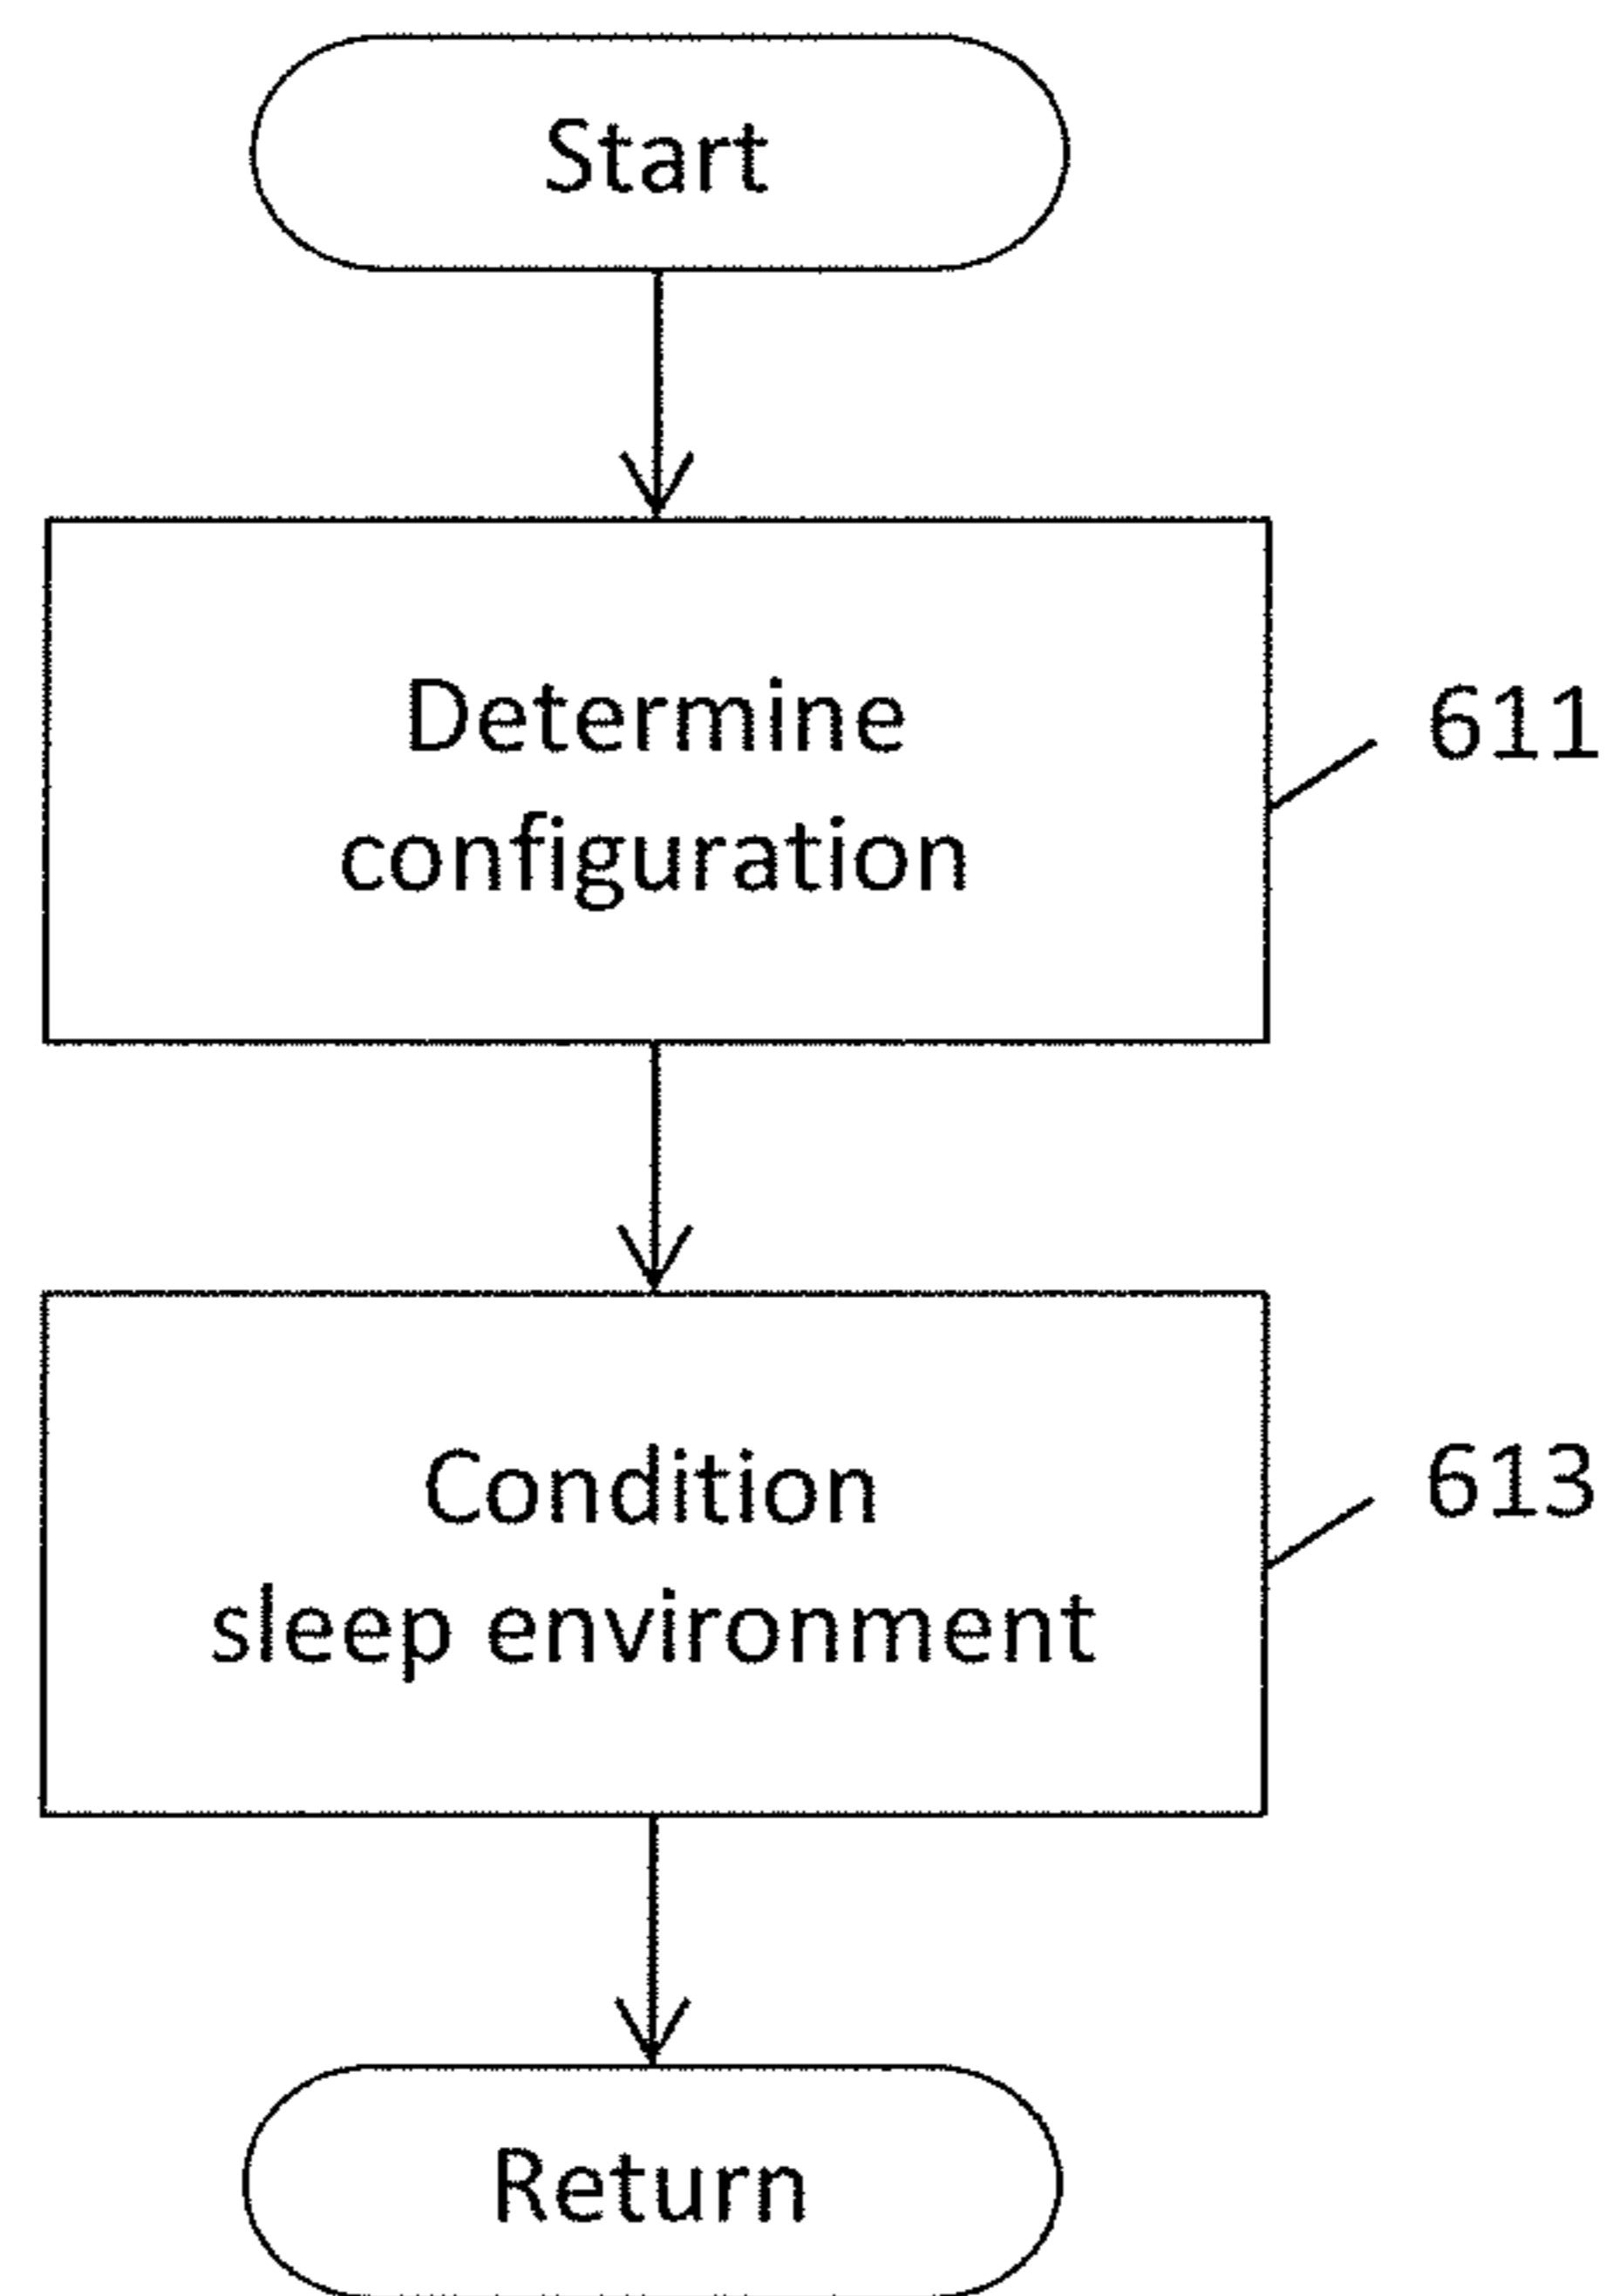 Start
Determine
configuration
611
Condition
sleep environment
613
Return